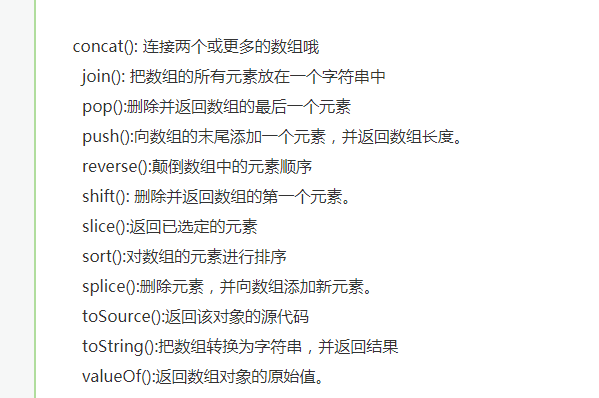 concat(): 连接两个或更多的数组哦
join(): 把数组的所有元素放在一个字符串中
pop():删除并返回数组的最后一个元素
push():向数组的末尾添加一个元素，并返回数组长度。
reverse():颠倒数组中的元素顺序
shift(): 删除并返回数组的第一个元素。
slice():返回已选定的元素
sort():对数组的元素进行排序
splice():删除元素，并向数组添加新元素。
toSource():返回该对象的源代码
toString():把数组转换为字符串，并返回结果
valueOf():返回数组对象的原始值。